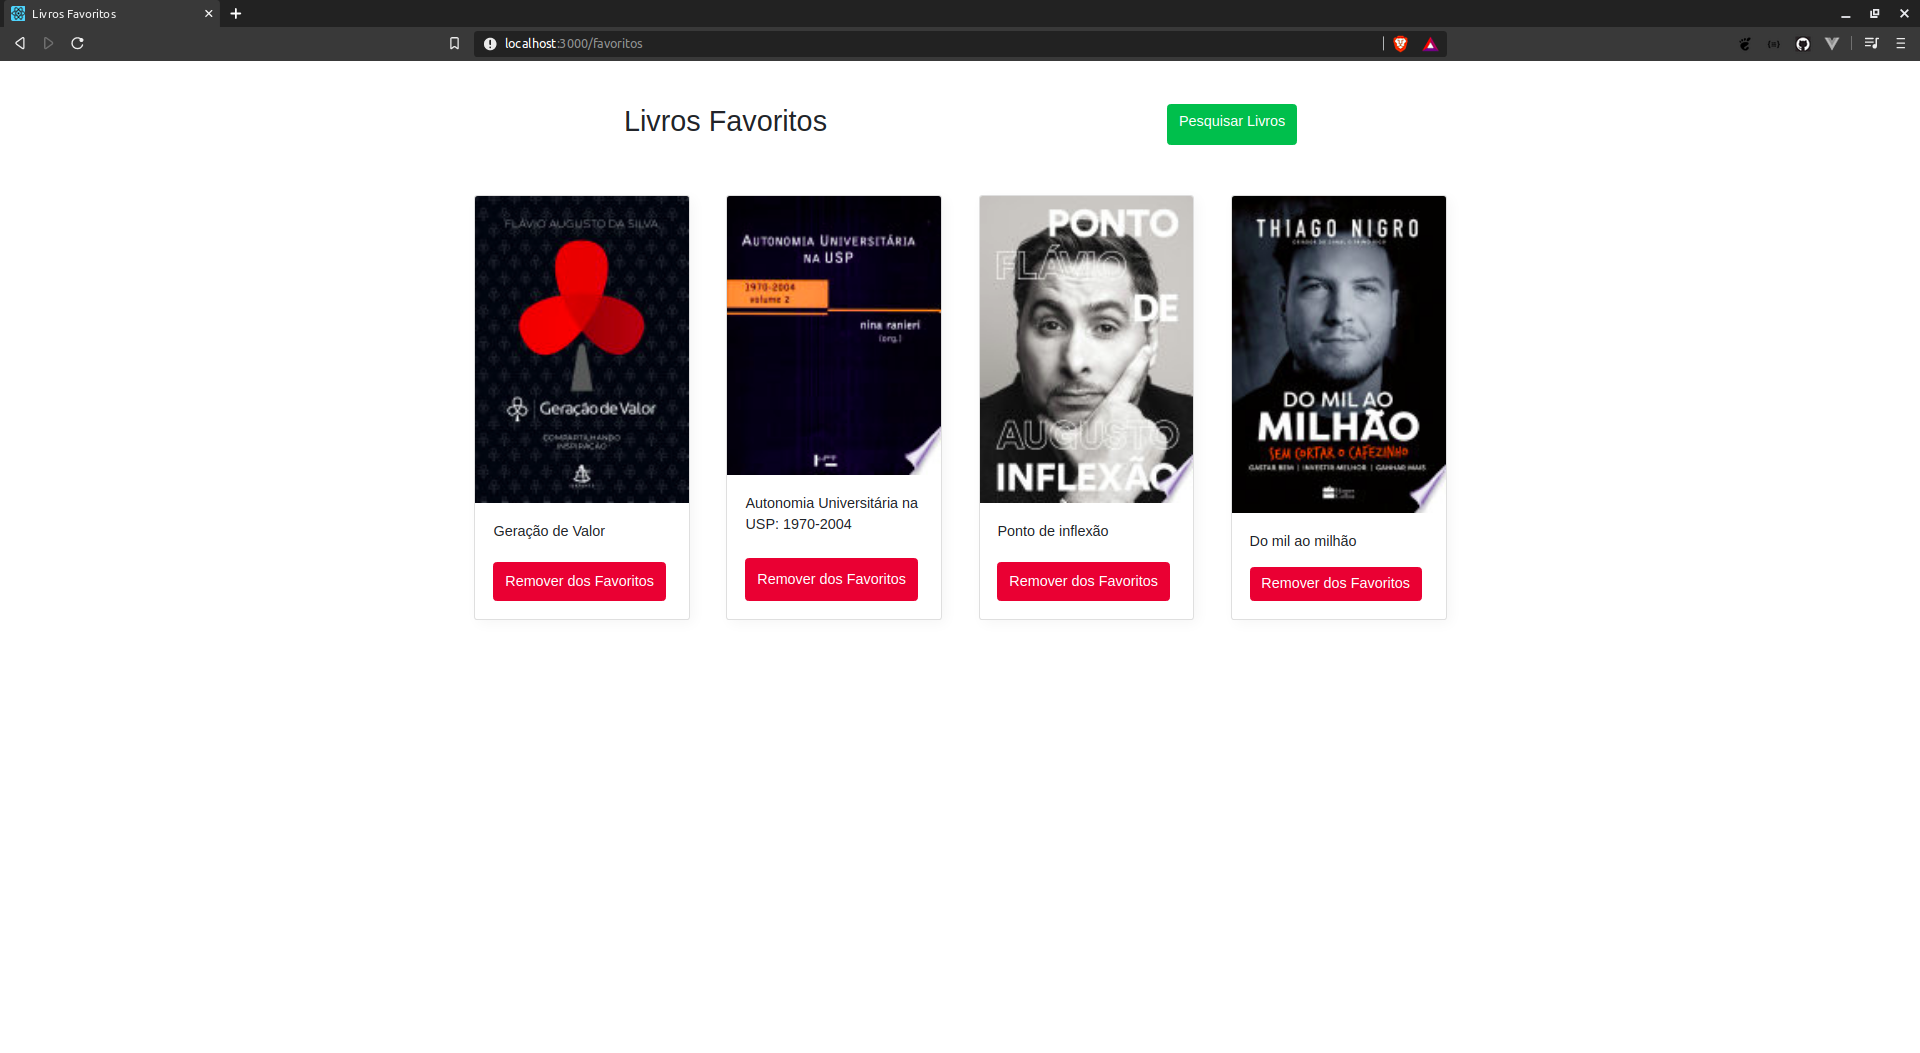 Livros Favoritos
localhost:3000/favoritos
Livros Favoritos
Pesquisar Livros
FLÁVIO AUGUSTO DA SILVA
Geração de Valor
COMPARTILHANDO
INSPIRAÇÃO
Geração de Valor
Remover dos Favoritos
AUTONOMIA UNIVERSITÁRIA
NA USP
1970-2004
volume 2
nina ranieri
(org.)
Autonomia Universitária na
USP: 1970-2004
Remover dos Favoritos
PONTO
FLÁVIO
DE
AUGUSTO
INFLEXÃO
Ponto de inflexão
Remover dos Favoritos
THIAGO NIGRO
DO MIL AO
MILHÃO
SEM CORTAR O CAFEZINHO
GASTAR BEM | INVESTIR MELHOR | GANHAR MAIS
Do mil ao milhão
Remover dos Favoritos